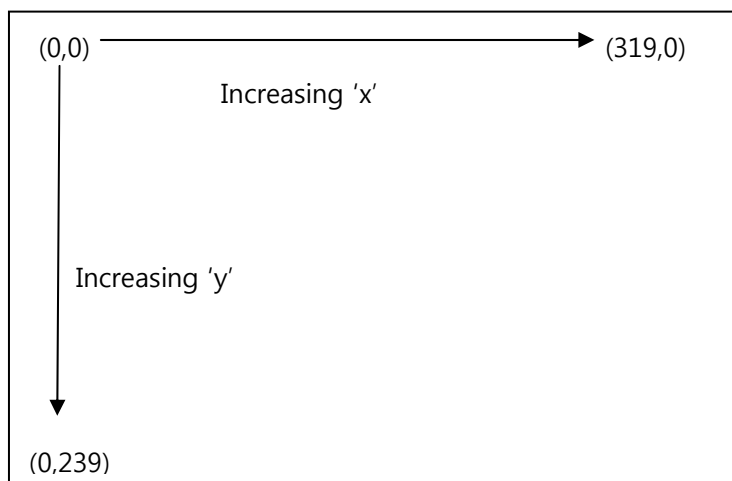 (0,0) (319,0)
Increasing ‘x’
Increasing ‘y’
(0,239)